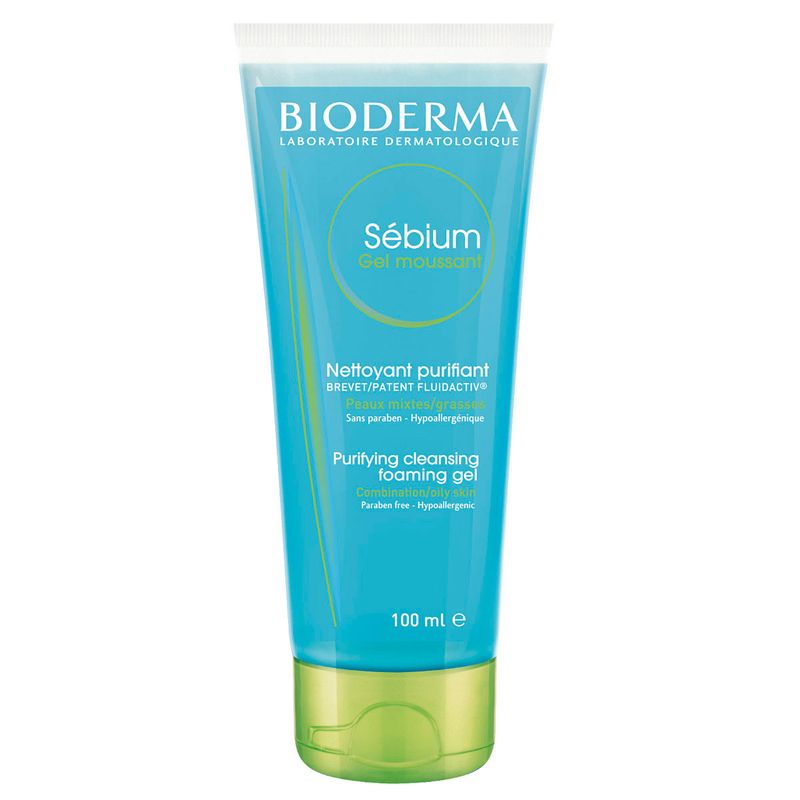 BIODERMA
LABORATOIRE DERMATOLOGIQUE
Sébium
Gel moussant
Nettoyant purifiant
BREVET/PATENT FLUIDACTIV®
Peaux mixtes/grasses
Sans paraben - Hypoallergénique
Purifying cleansing
foaming gel
Combination/oily skin
Paraben free - Hypoallergenic
100 ml ℮